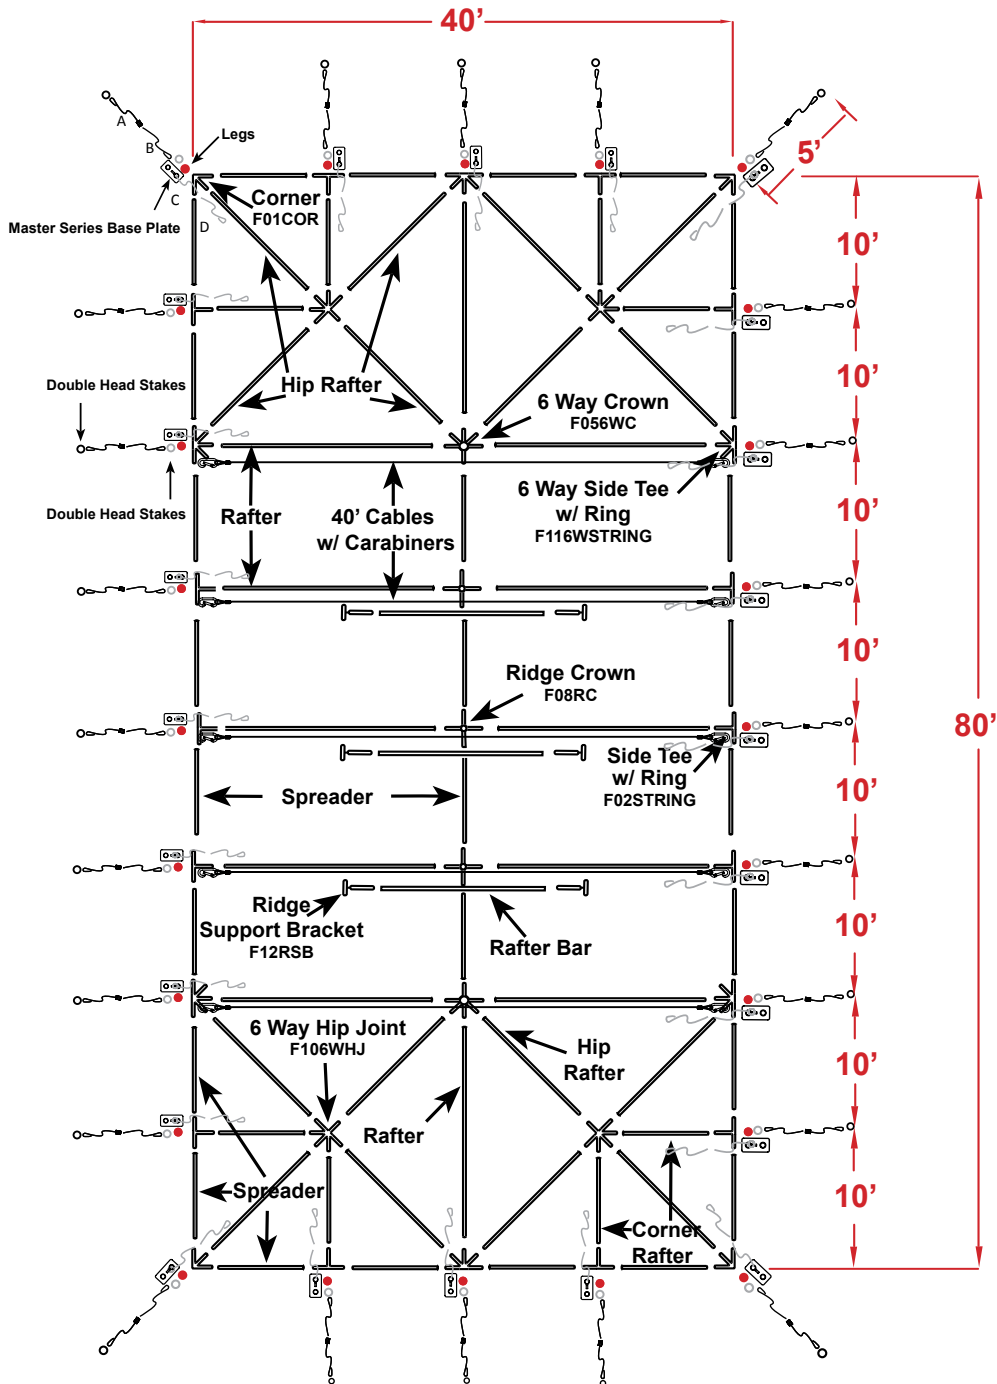 40’
A
B
Legs
5’
C
Corner
F01COR
Master Series Base Plate
D
10’
10’
Hip Rafter
Double Head Stakes
6 Way Crown
F056WC
Double Head Stakes
Rafter
40’ Cables
w/ Carabiners
6 Way Side Tee
w/ Ring
F116WSTRING
10’
10’
Ridge Crown
F08RC
80’
Side Tee
w/ Ring
F02STRING
Spreader
10’
Ridge
Support Bracket
F12RSB
Rafter Bar
10’
6 Way Hip Joint
F106WHJ
Hip
Rafter
10’
Rafter
Spreader
10’
Corner
Rafter